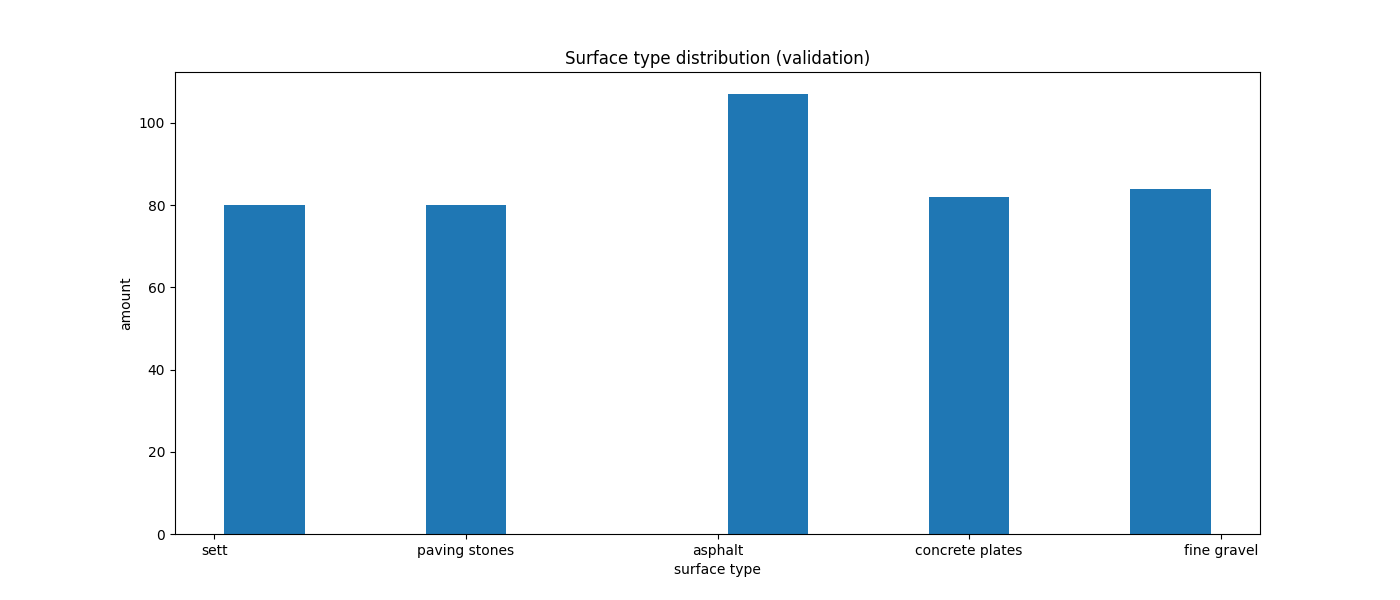 Surface type distribution (validation)
amount
100
80
60
40
20
0
sett paving stones asphalt concrete plates fine gravel
surface type